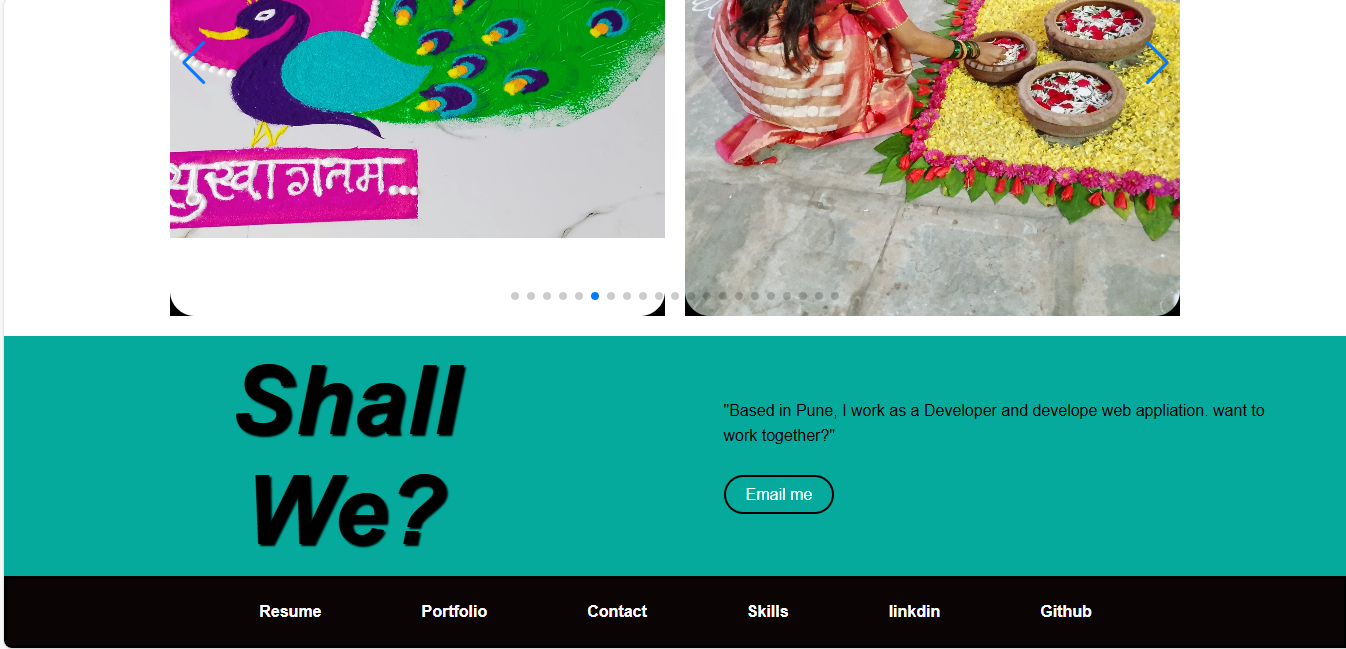 सुस्वागतम...
Shall
We?
"Based in Pune, I work as a Developer and develope web appliation. want to
work together?"
Email me
Resume Portfolio Contact Skills linkdin Github